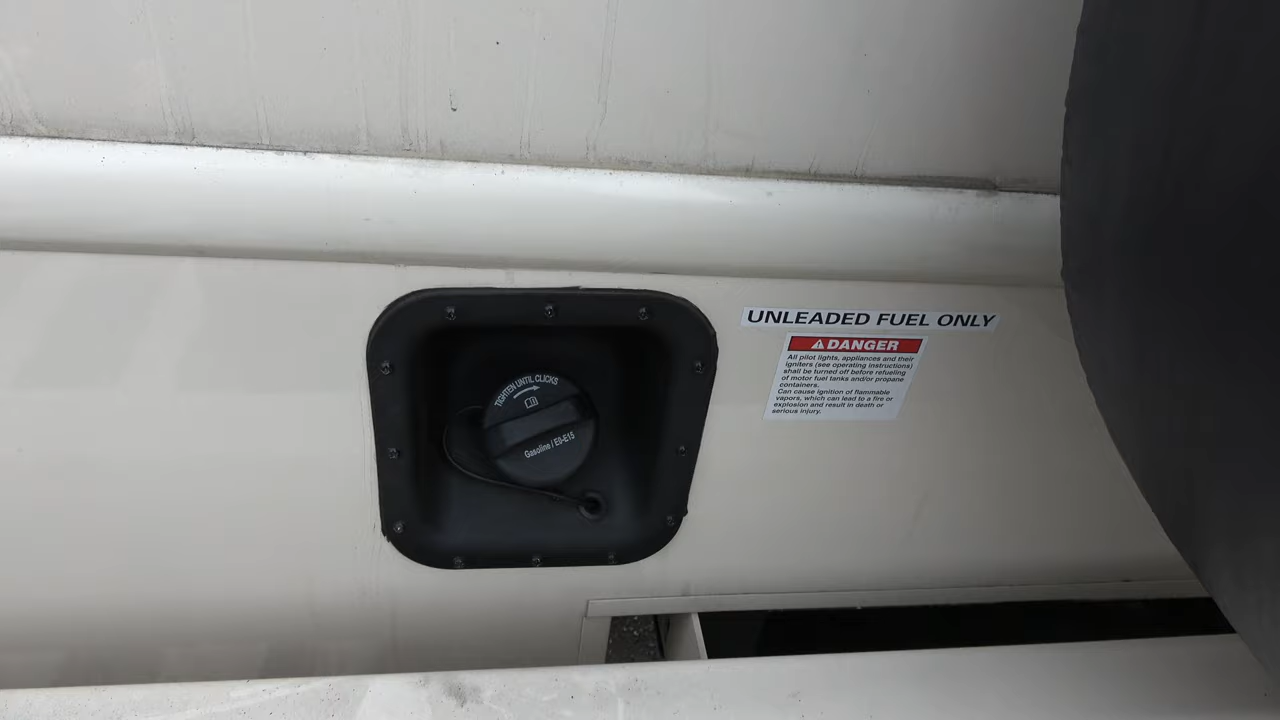 UNLEADED FUEL ONLY
DANGER
All pilot lights, appliances and their
igniters (see operating instructions)
shall be turned off before refueling
of motor fuel tanks and/or propane
containers.
Can cause ignition of flammable
vapors, which can lead to a fire or
explosion and result in death or
serious injury.
TIGHTEN UNTIL CLICKS
Gasoline / E0-E15